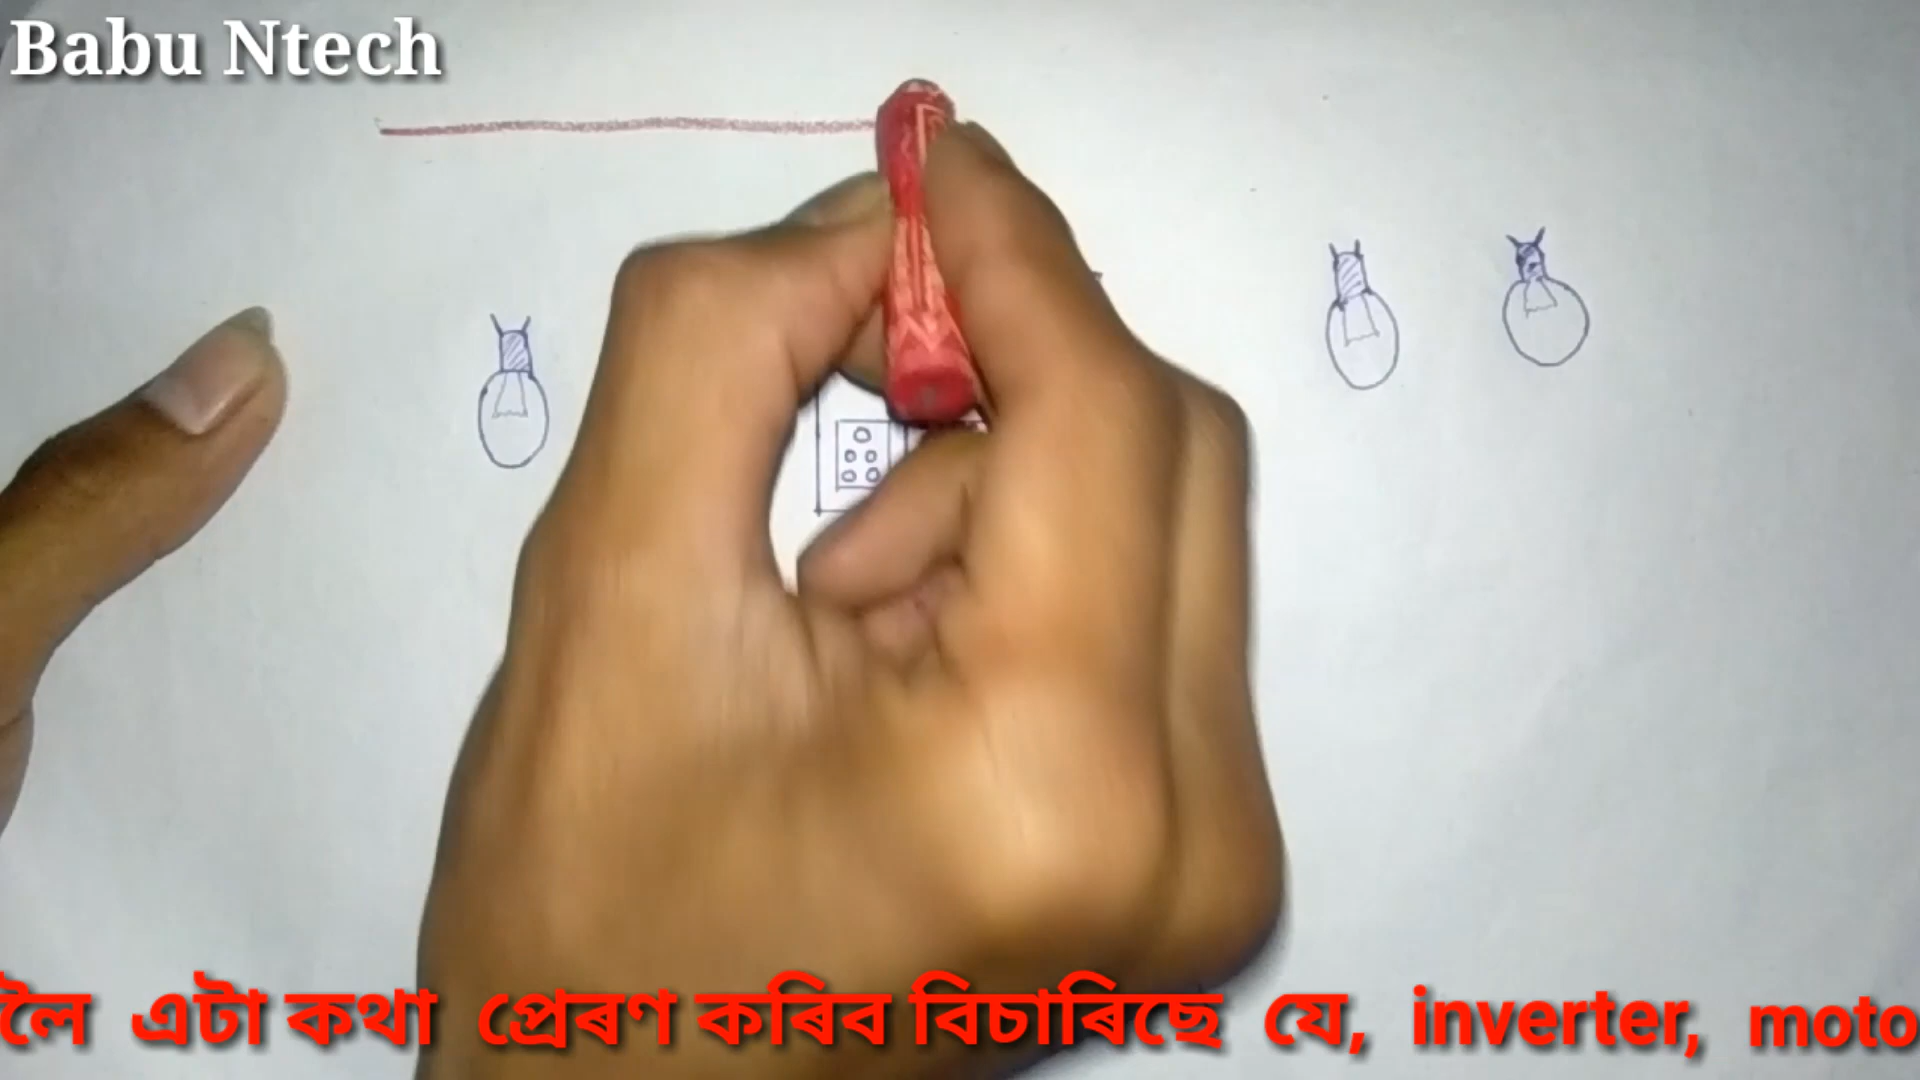 Babu Ntech
লৈ এটা কথা প্ৰেৰণ কৰিব বিচাৰিছে যে, inverter, moto